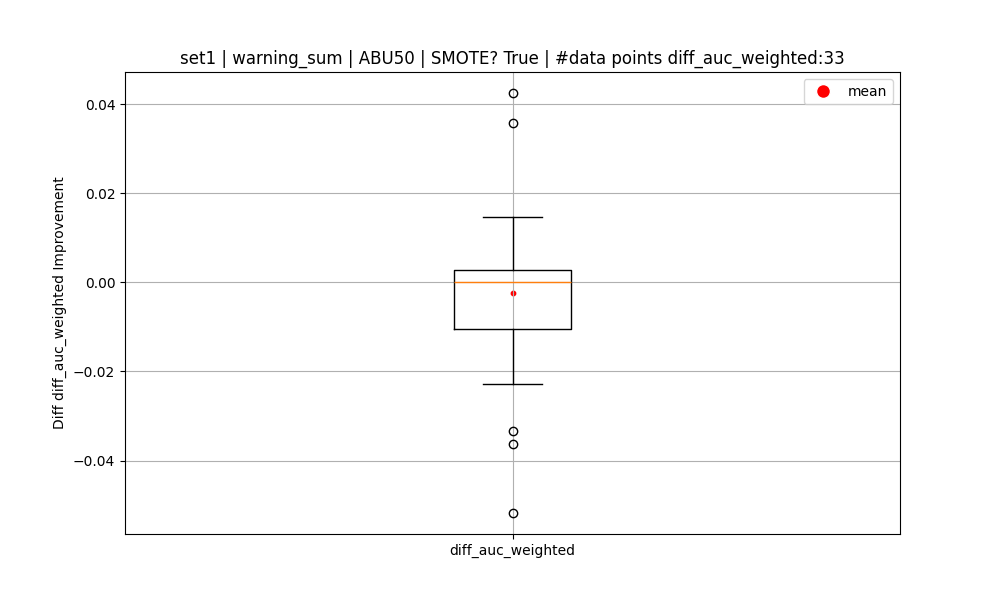 set1 | warning_sum | ABU50 | SMOTE? True | #data points diff_auc_weighted:33
mean
Diff diff_auc_weighted Improvement
0.04
0.02
0.00
−0.02
−0.04
diff_auc_weighted